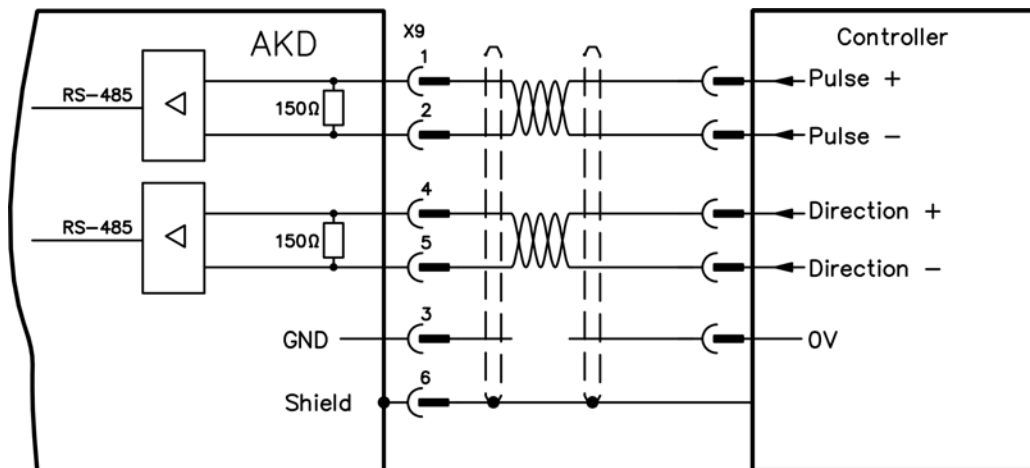 AKD
X9
Controller
1
Pulse +
RS-485
150Ω
2
Pulse −
4
Direction +
RS-485
150Ω
5
Direction −
3
GND
0V
6
Shield